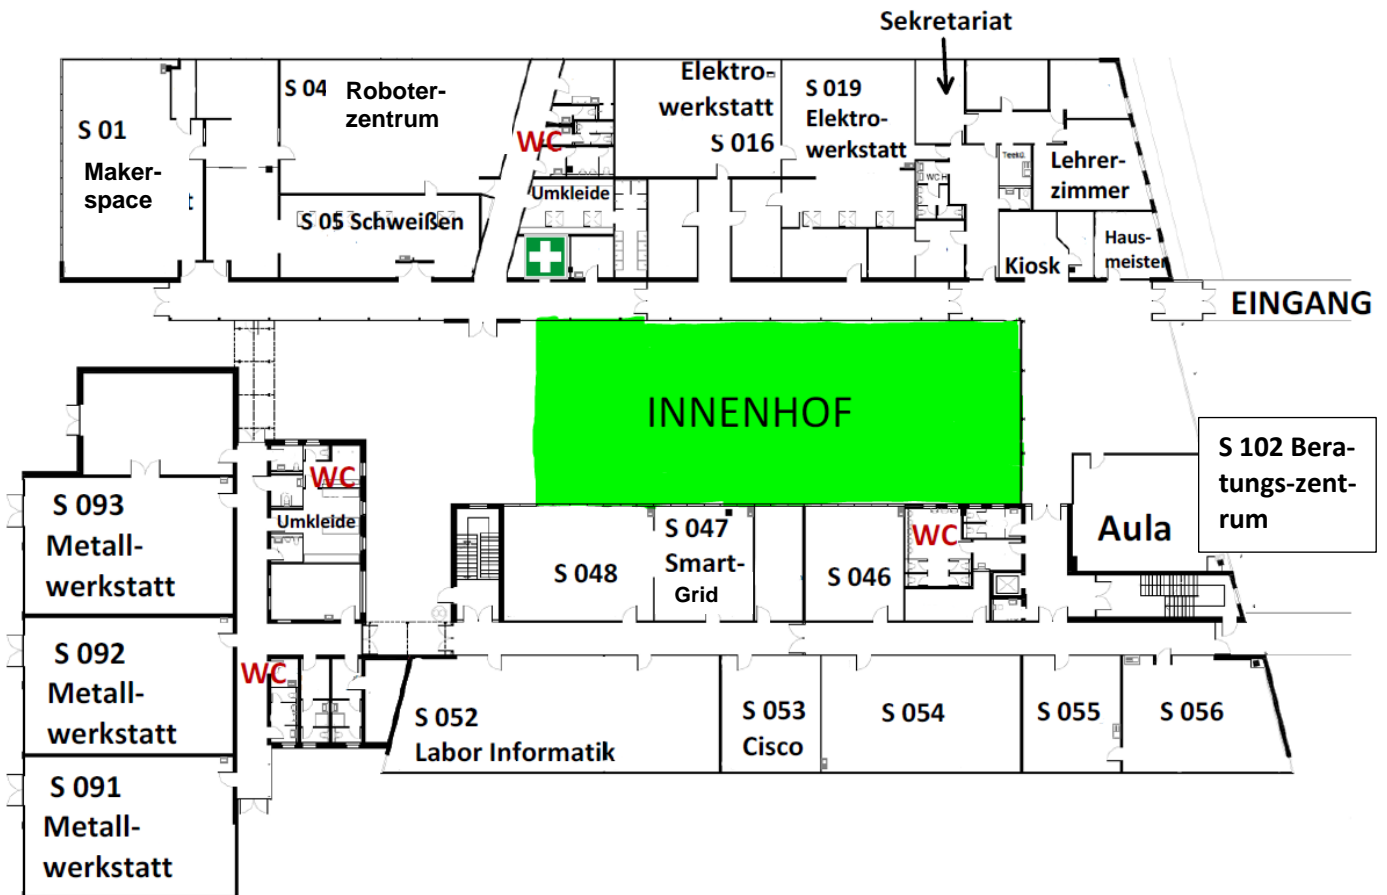 Sekretariat
S 01
Maker-
space
t
S 04 Roboter-
zentrum
S 05 Schweißen
WC
Umkleide
Elektro-
werkstatt
S 016
S 019
Elektro-
werkstatt
WC H
Teekü.
Lehrer-
zimmer
Kiosk
Haus-
meister
EINGANG
INNENHOF
S 102 Bera-
tungs-zent-
rum
Aula
WC
Umkleide
S 093
Metall-
werkstatt
S 048
S 047
Smart-
Grid
S 046
WC
S 092
Metall-
werkstatt
WC
S 052
Labor Informatik
S 053
Cisco
S 054
S 055
S 056
S 091
Metall-
werkstatt